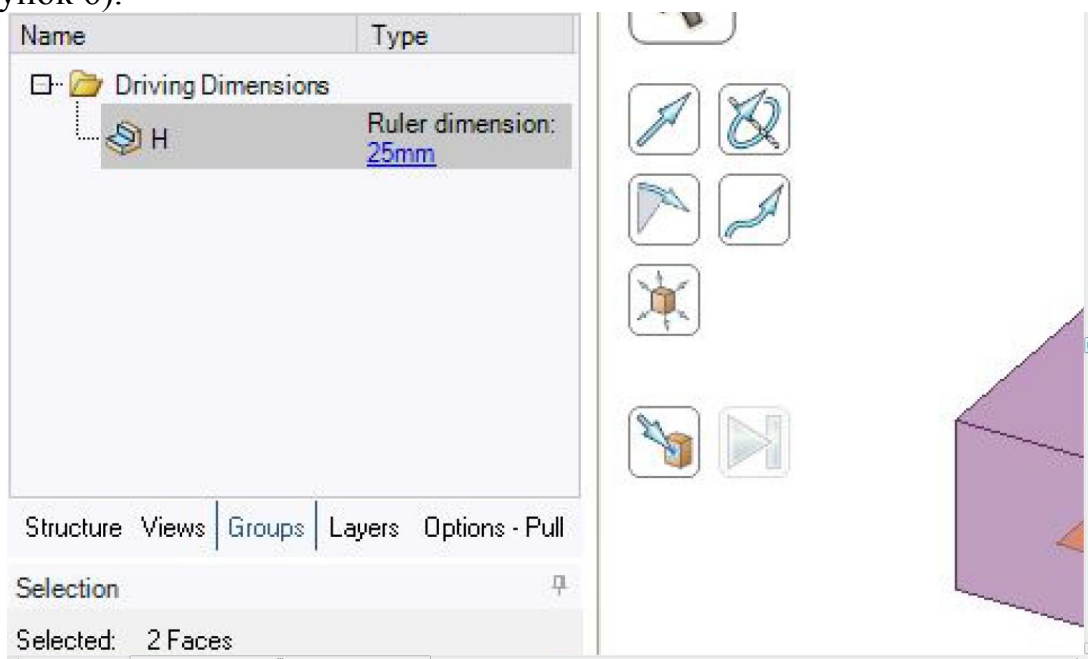 Name Type
Driving Dimensions
H Ruler dimension:
25mm
Structure Views Groups Layers Options - Pull
Selection
Selected: 2 Faces